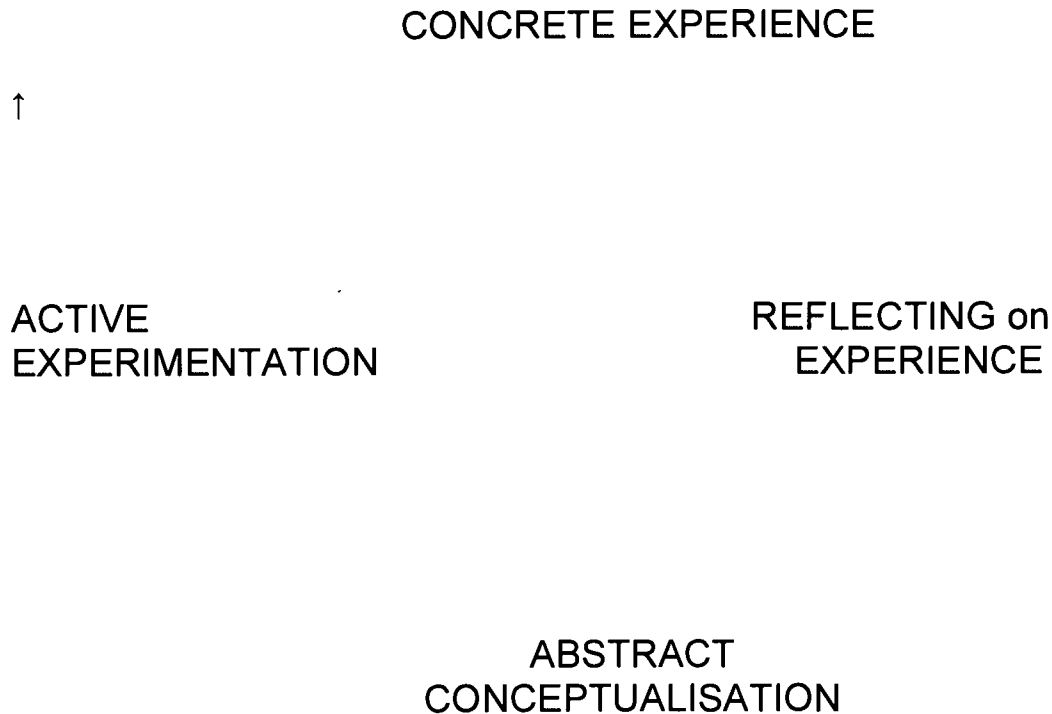 CONCRETE EXPERIENCE
↑
ACTIVE
EXPERIMENTATION
REFLECTING on
EXPERIENCE
ABSTRACT
CONCEPTUALISATION